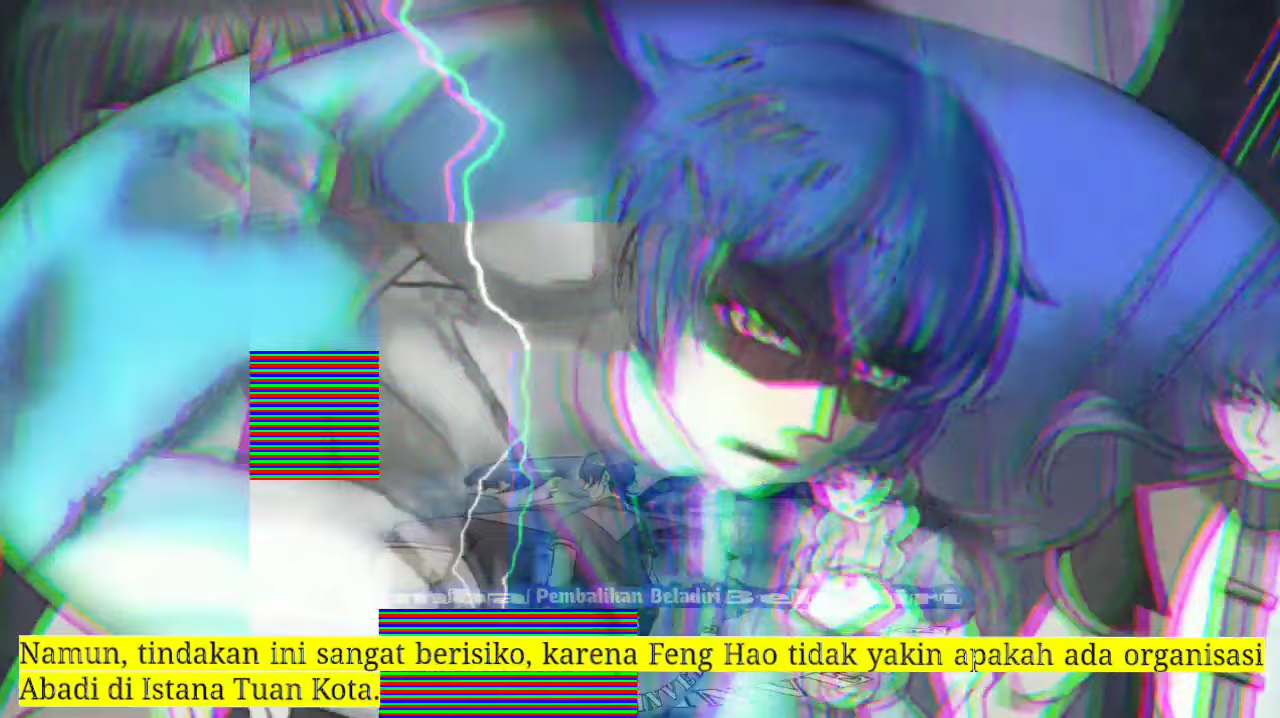 Pembalihan Beladiri
Namun, tindakan ini sangat berisiko, karena Feng Hao tidak yakin apakah ada organisasi
Abadi di Istana Tuan Kota.